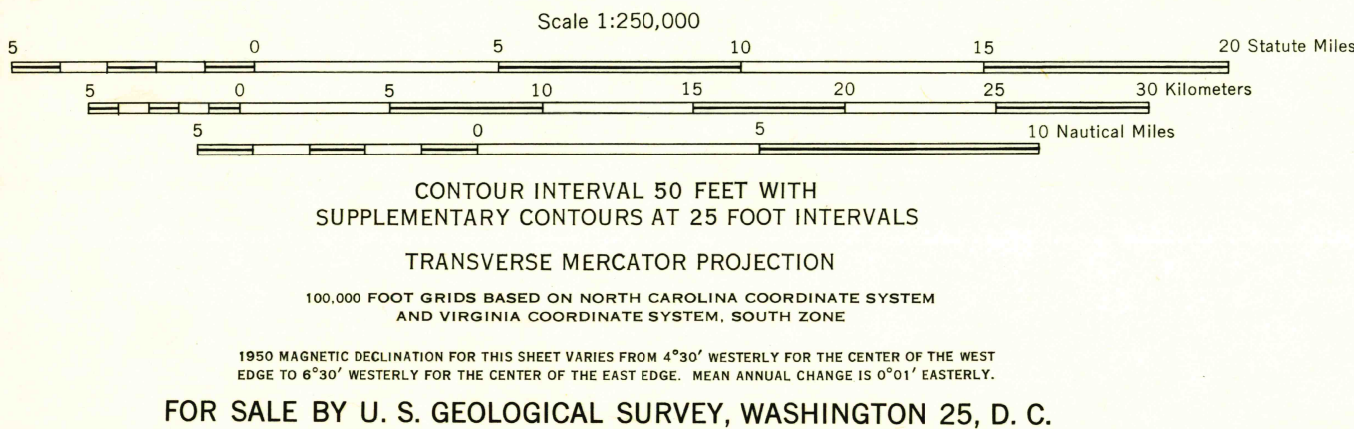 Scale 1:250,000
5 0 5 10 15 20 Statute Miles
5 0 5 10 15 20 25 30 Kilometers
5 0 5 10 Nautical Miles
CONTOUR INTERVAL 50 FEET WITH
SUPPLEMENTARY CONTOURS AT 25 FOOT INTERVALS
TRANSVERSE MERCATOR PROJECTION
100,000 FOOT GRIDS BASED ON NORTH CAROLINA COORDINATE SYSTEM
AND VIRGINIA COORDINATE SYSTEM, SOUTH ZONE
1950 MAGNETIC DECLINATION FOR THIS SHEET VARIES FROM 4°30′ WESTERLY FOR THE CENTER OF THE WEST
EDGE TO 6°30′ WESTERLY FOR THE CENTER OF THE EAST EDGE. MEAN ANNUAL CHANGE IS 0°01′ EASTERLY.
FOR SALE BY U. S. GEOLOGICAL SURVEY, WASHINGTON 25, D. C.